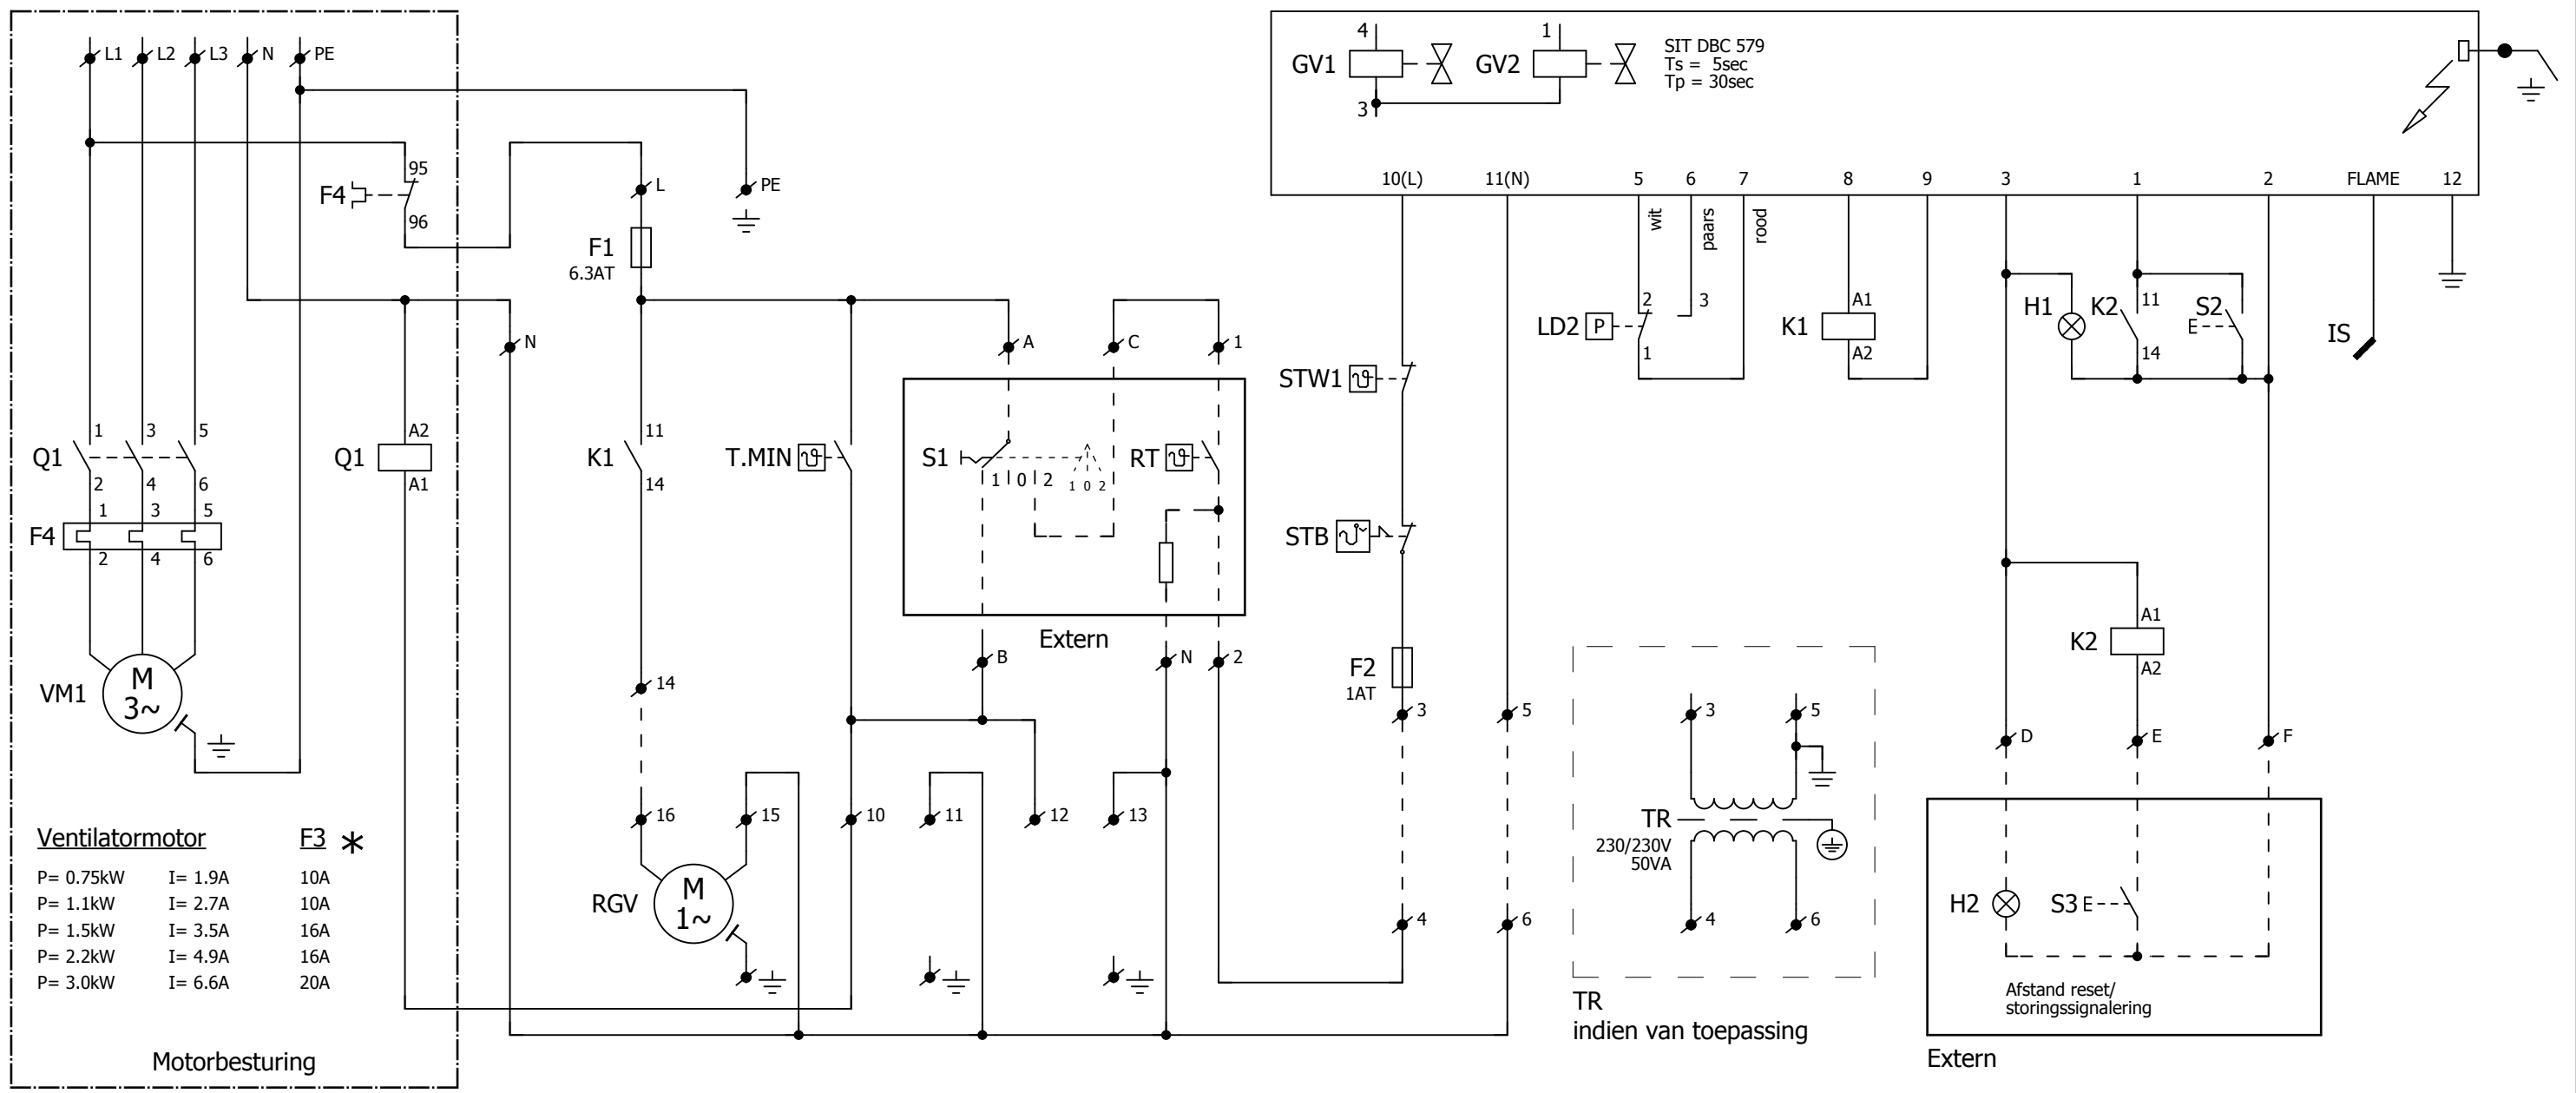 L1 L2 L3 N PE
GV1 4 3
GV2 1
SIT DBC 579
Ts = 5sec
Tp = 30sec
F4 95 96
L PE
F1
6.3AT
10(L) 11(N) 5 6 7 8 9 3 1 2 FLAME 12
wit paars rood
N A C 1
LD2 P 2 1 3
K1 A1 A2
H1 K2 11 14 S2 E
IS
STW1
Q1 1 3 5
2 4 6
Q1 A2 A1
K1 11 14
T.MIN
S1 1 0 2
1 0 2
RT
F4 1 3 5
2 4 6
STB
Extern
B N 2
F2
1AT
K2 A1 A2
VM1 M
3~
14
3 5
3 5
D E F
16 15 10 11 12 13
TR
230/230V
50VA
RGV M
1~
4 6
4 6
H2 S3 E
Afstand reset/
storingssignalering
Ventilatormotor F3 *
P= 0.75kW I= 1.9A 10A
P= 1.1kW I= 2.7A 10A
P= 1.5kW I= 3.5A 16A
P= 2.2kW I= 4.9A 16A
P= 3.0kW I= 6.6A 20A
TR
indien van toepassing
Motorbesturing
Extern